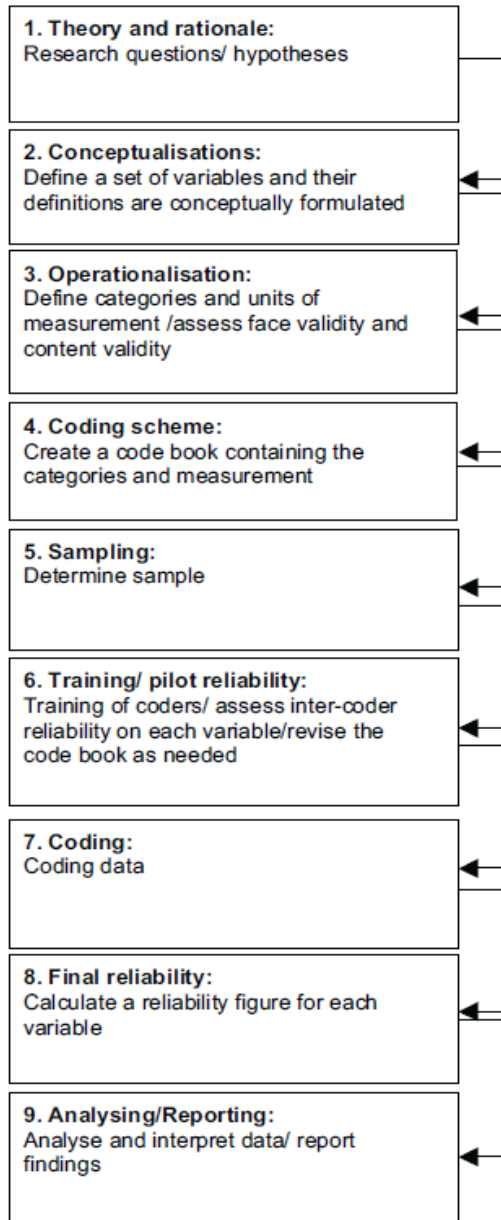 1. Theory and rationale:
Research questions/ hypotheses
2. Conceptualisations:
Define a set of variables and their
definitions are conceptually formulated
3. Operationalisation:
Define categories and units of
measurement /assess face validity and
content validity
4. Coding scheme:
Create a code book containing the
categories and measurement
5. Sampling:
Determine sample
6. Training/ pilot reliability:
Training of coders/ assess inter-coder
reliability on each variable/revise the
code book as needed
7. Coding:
Coding data
8. Final reliability:
Calculate a reliability figure for each
variable
9. Analysing/Reporting:
Analyse and interpret data/ report
findings